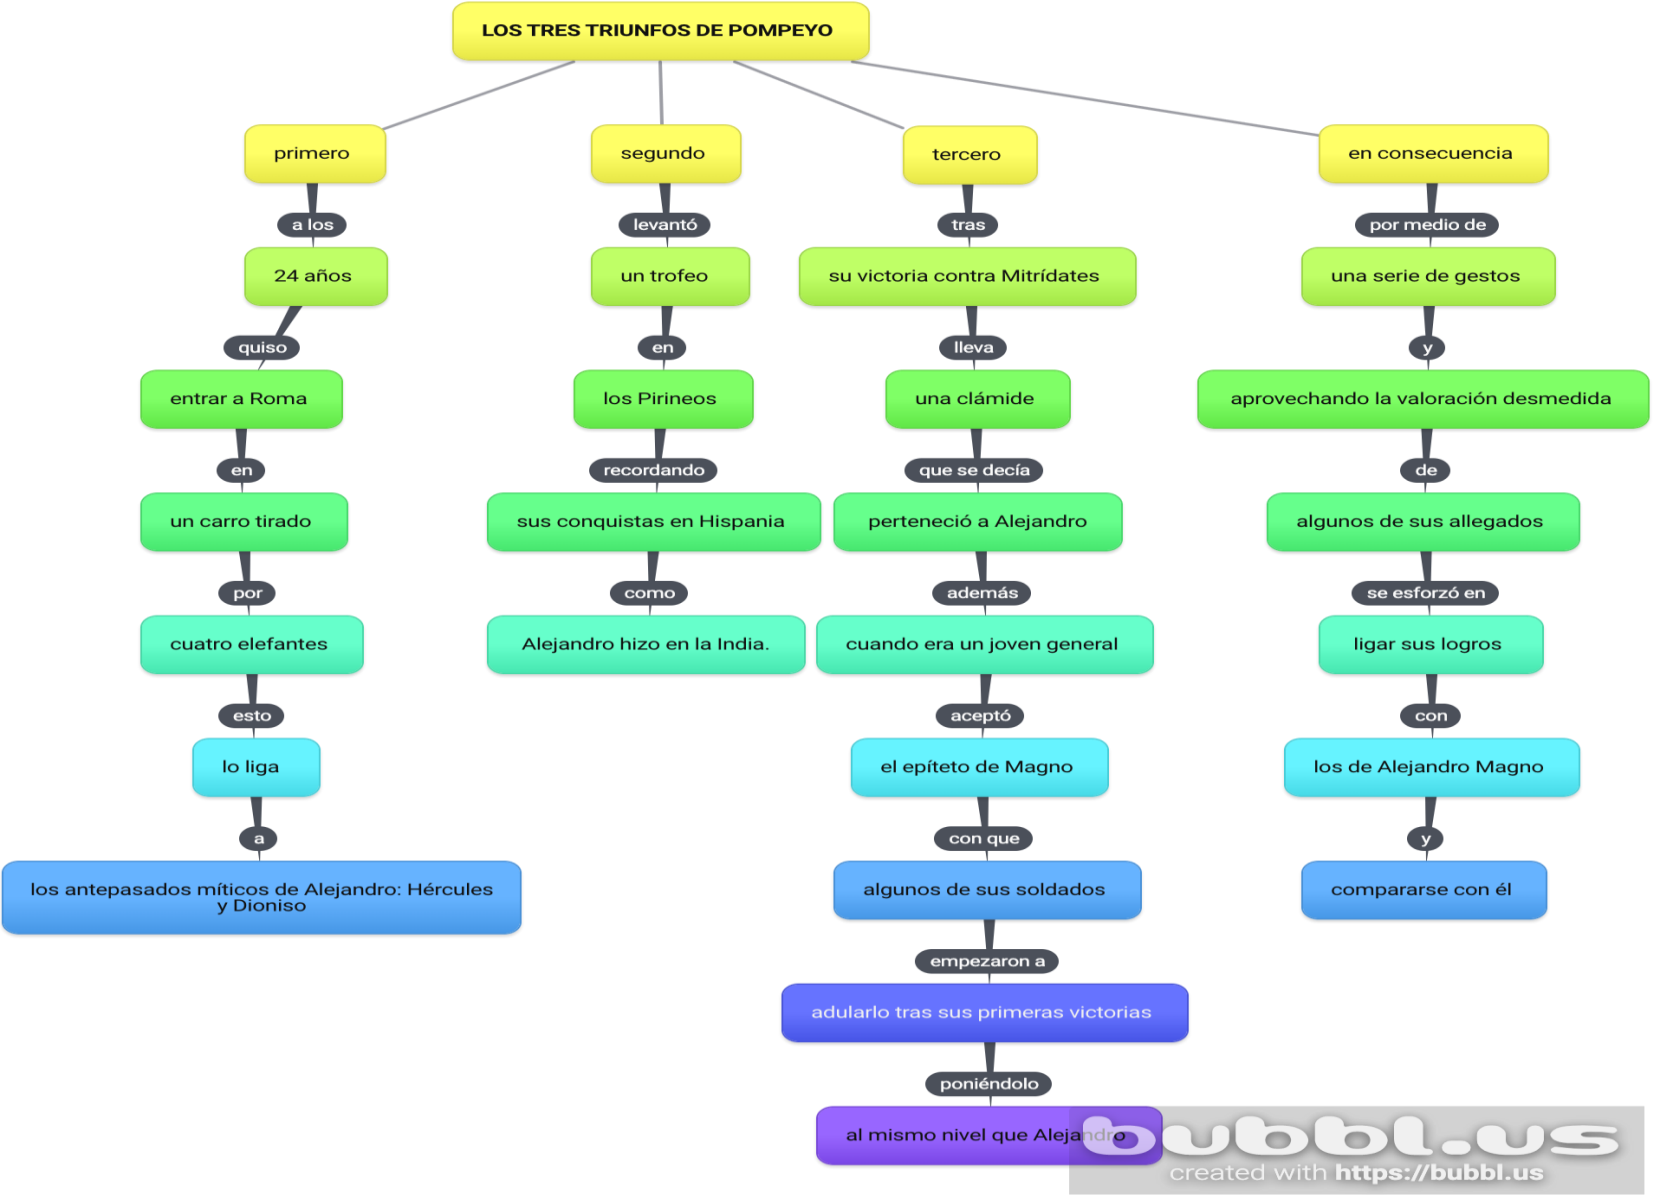 LOS TRES TRIUNFOS DE POMPEYO
primero
a los
24 años
quiso
entrar a Roma
en
un carro tirado
por
cuatro elefantes
esto
lo liga
a
los antepasados míticos de Alejandro: Hércules
y Dioniso
segundo
levantó
un trofeo
en
los Pirineos
recordando
sus conquistas en Hispania
como
Alejandro hizo en la India.
tercero
tras
su victoria contra Mitrídates
lleva
una clámide
que se decía
perteneció a Alejandro
además
cuando era un joven general
aceptó
el epíteto de Magno
con que
algunos de sus soldados
empezaron a
adularlo tras sus primeras victorias
poniéndolo
al mismo nivel que Alejandro
en consecuencia
por medio de
una serie de gestos
y
aprovechando la valoración desmedida
de
algunos de sus allegados
se esforzó en
ligar sus logros
con
los de Alejandro Magno
y
compararse con él
bubbl.us
created with https://bubbl.us